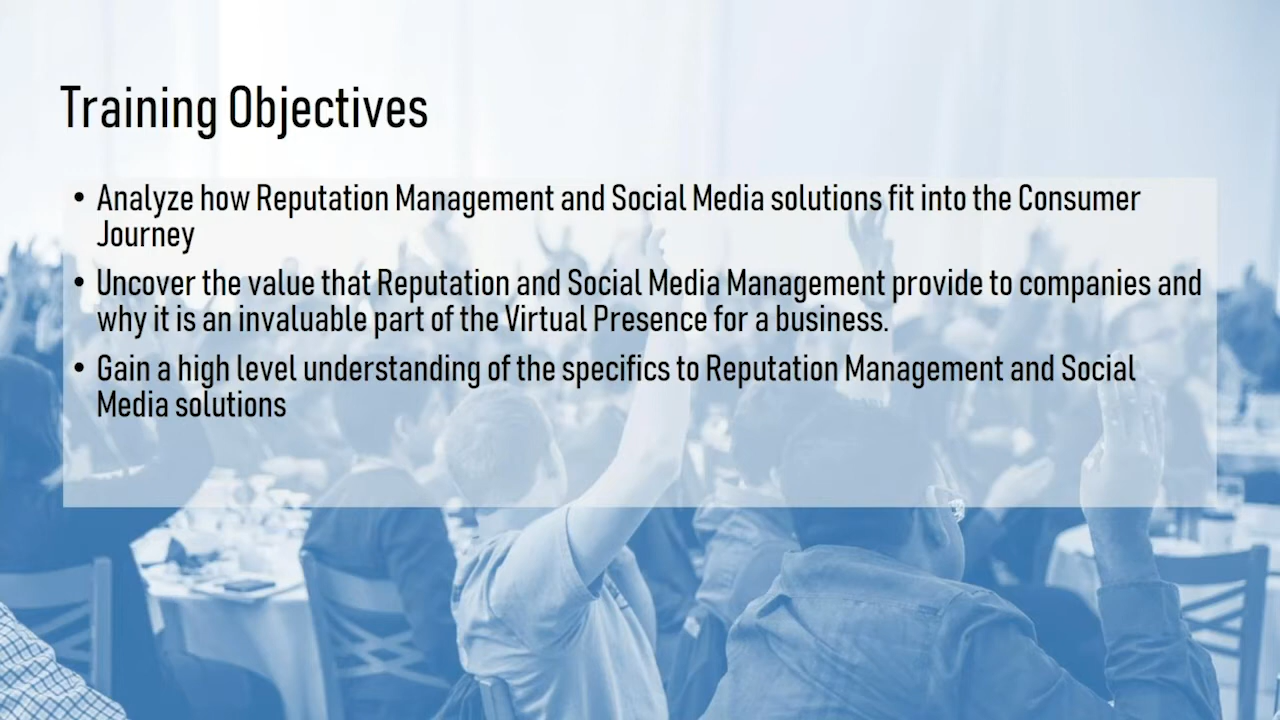 Training Objectives
• Analyze how Reputation Management and Social Media solutions fit into the Consumer
Journey
• Uncover the value that Reputation and Social Media Management provide to companies and
why it is an invaluable part of the Virtual Presence for a business.
• Gain a high level understanding of the specifics to Reputation Management and Social
Media solutions